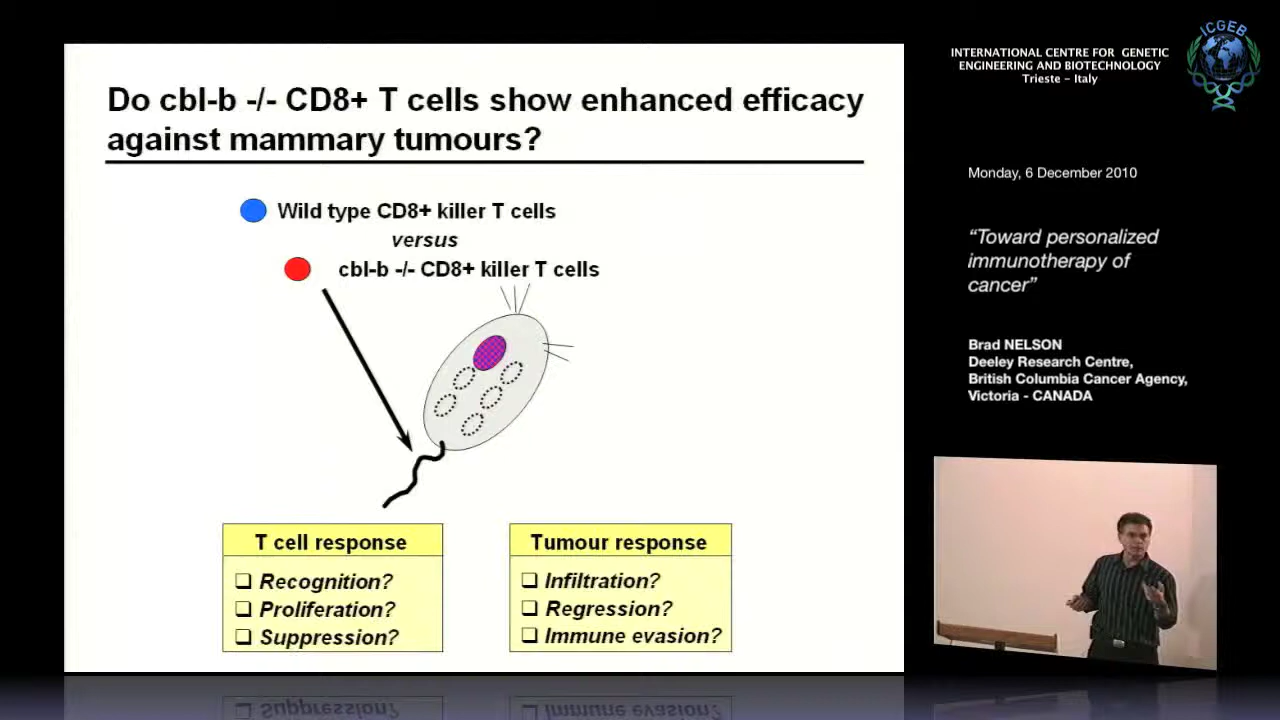 Do cbl-b -/- CD8+ T cells show enhanced efficacy
against mammary tumours?
Wild type CD8+ killer T cells
versus
cbl-b -/- CD8+ killer T cells
T cell response
Recognition?
Proliferation?
Suppression?
Tumour response
Infiltration?
Regression?
Immune evasion?
INTERNATIONAL CENTRE FOR GENETIC
ENGINEERING AND BIOTECHNOLOGY
Trieste – Italy
ICGEB
Monday, 6 December 2010
“Toward personalized
immunotherapy of
cancer”
Brad NELSON
Deeley Research Centre,
British Columbia Cancer Agency,
Victoria - CANADA